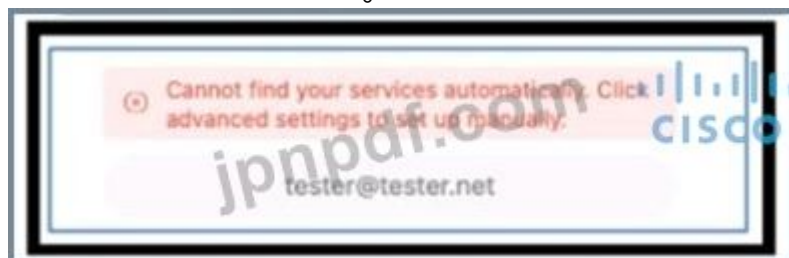 Cannot find your services automatically. Click
advanced settings to set up manually.
CISCO
jpnpdf.com
tester@tester.net